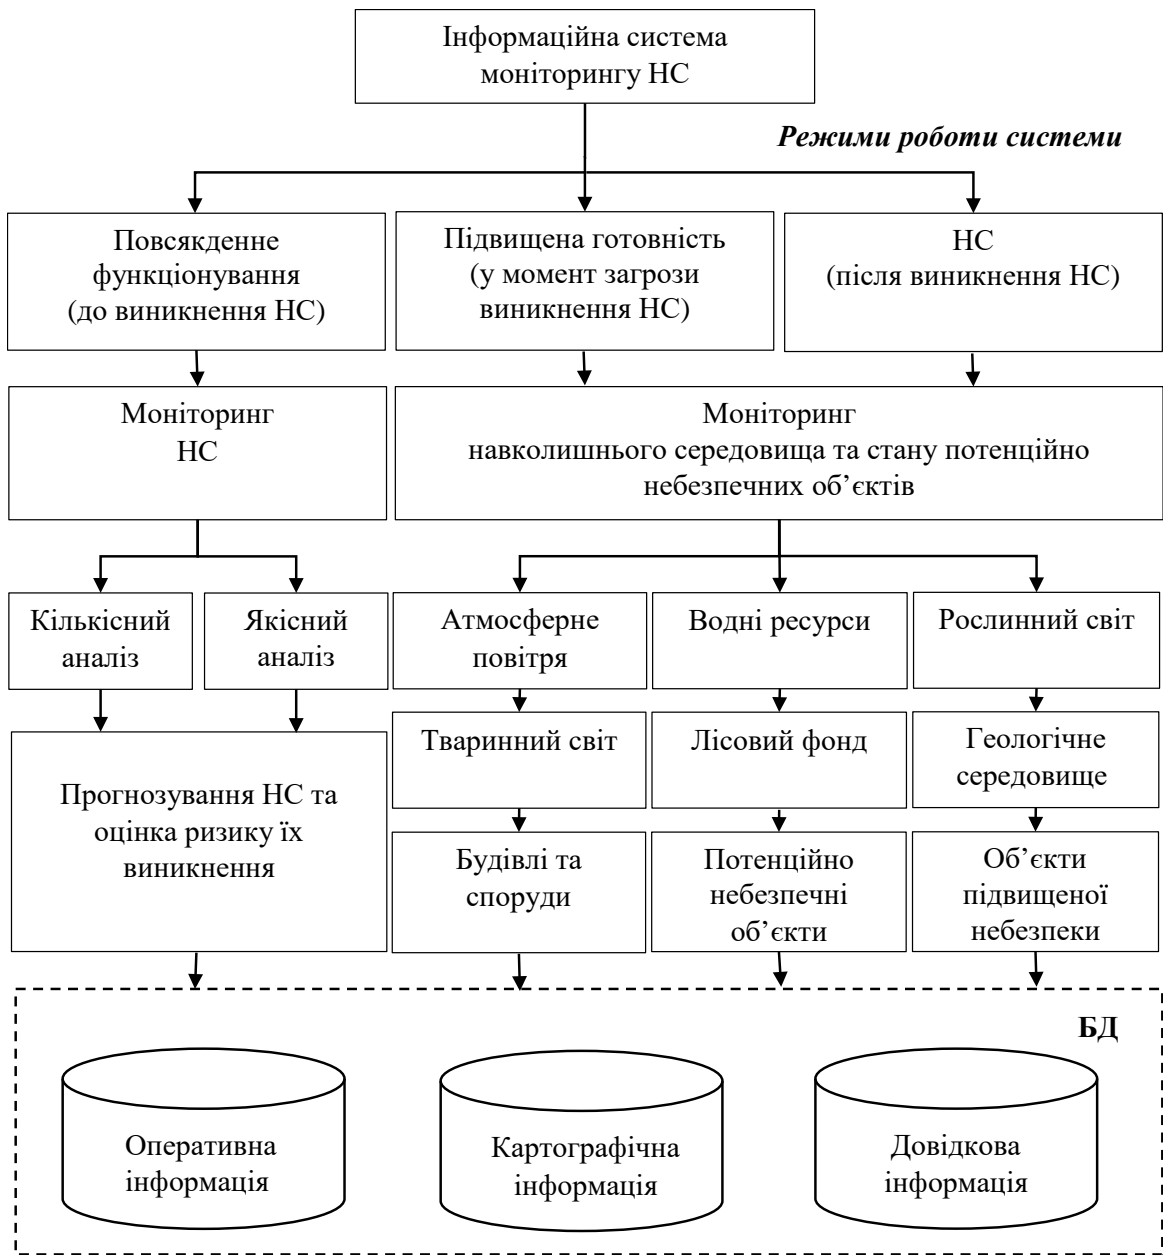 Інформаційна система
моніторингу НС
Режими роботи системи
Повсякденне
функціонування
(до виникнення НС)
Підвищена готовність
(у момент загрози
виникнення НС)
НС
(після виникнення НС)
Моніторинг
НС
Моніторинг
навколишнього середовища та стану потенційно
небезпечних об’єктів
Кількісний
аналіз
Якісний
аналіз
Атмосферне
повітря
Водні ресурси
Рослинний світ
Тваринний світ
Лісовий фонд
Геологічне
середовище
Прогнозування НС та
оцінка ризику їх
виникнення
Будівлі та
споруди
Потенційно
небезпечні
об’єкти
Об’єкти
підвищеної
небезпеки
БД
Оперативна
інформація
Картографічна
інформація
Довідкова
інформація